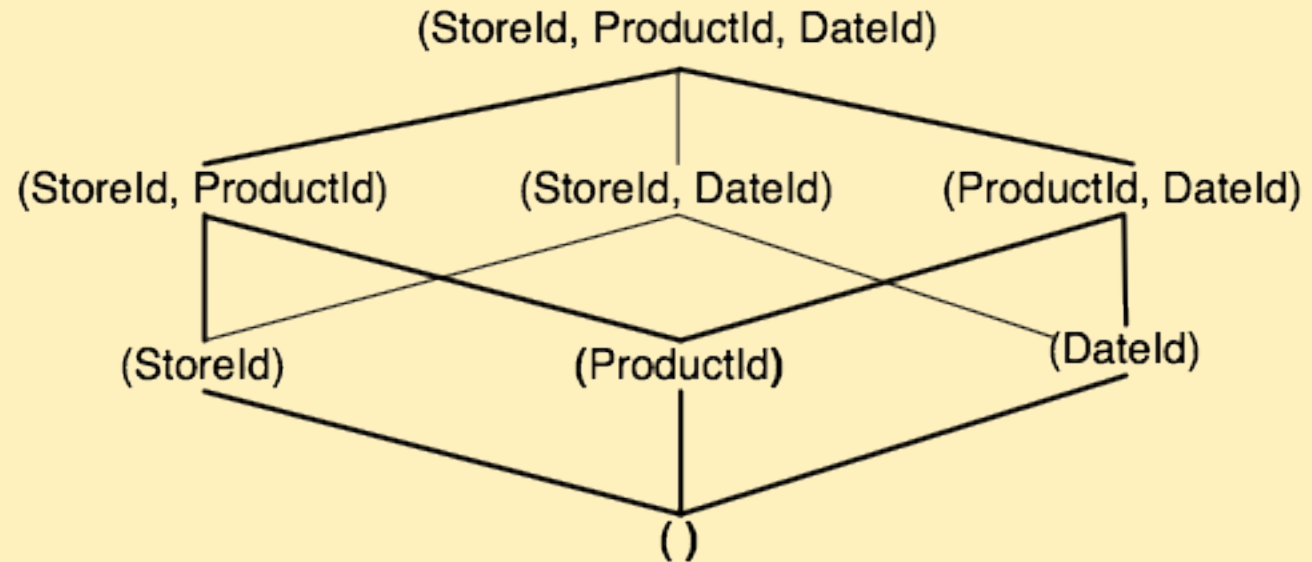 (StoreId, ProductId, DateId)
(StoreId, ProductId) (StoreId, DateId) (ProductId, DateId)
(StoreId) (ProductId) (DateId)
()